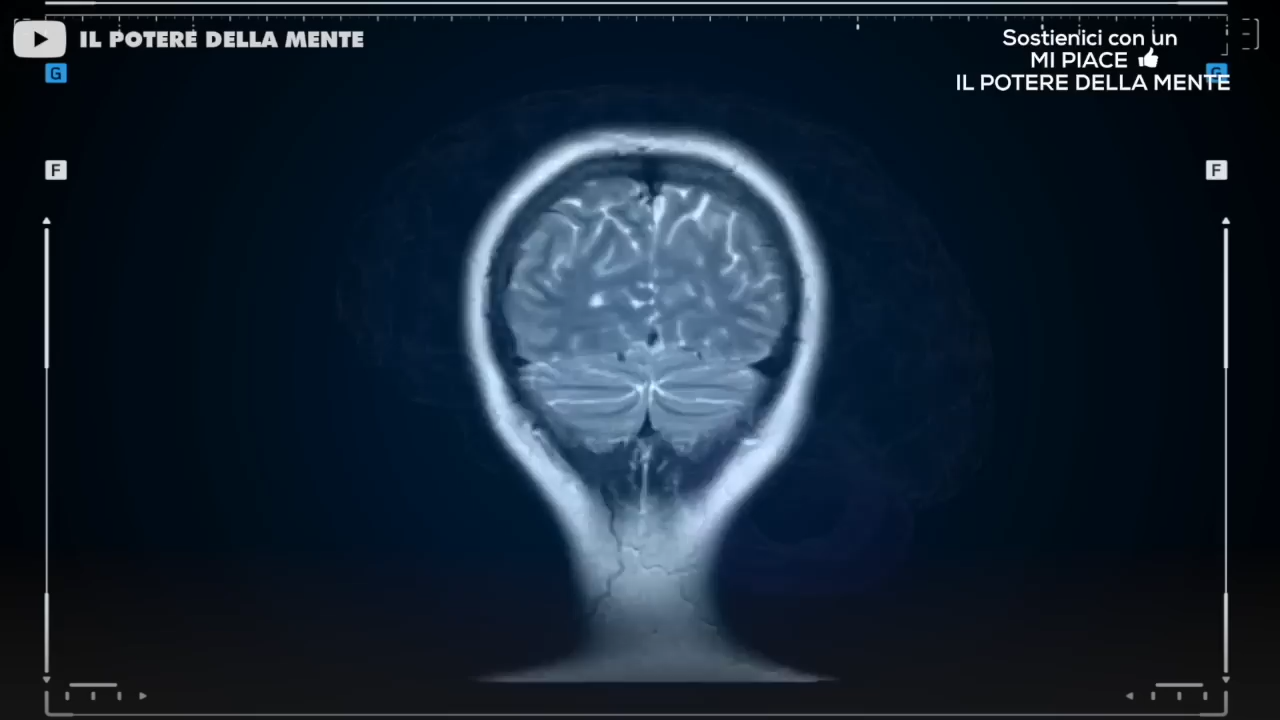 IL POTERE DELLA MENTE
Sostienici con un
MI PIACE
IL POTERE DELLA MENTE
G
G
F
F